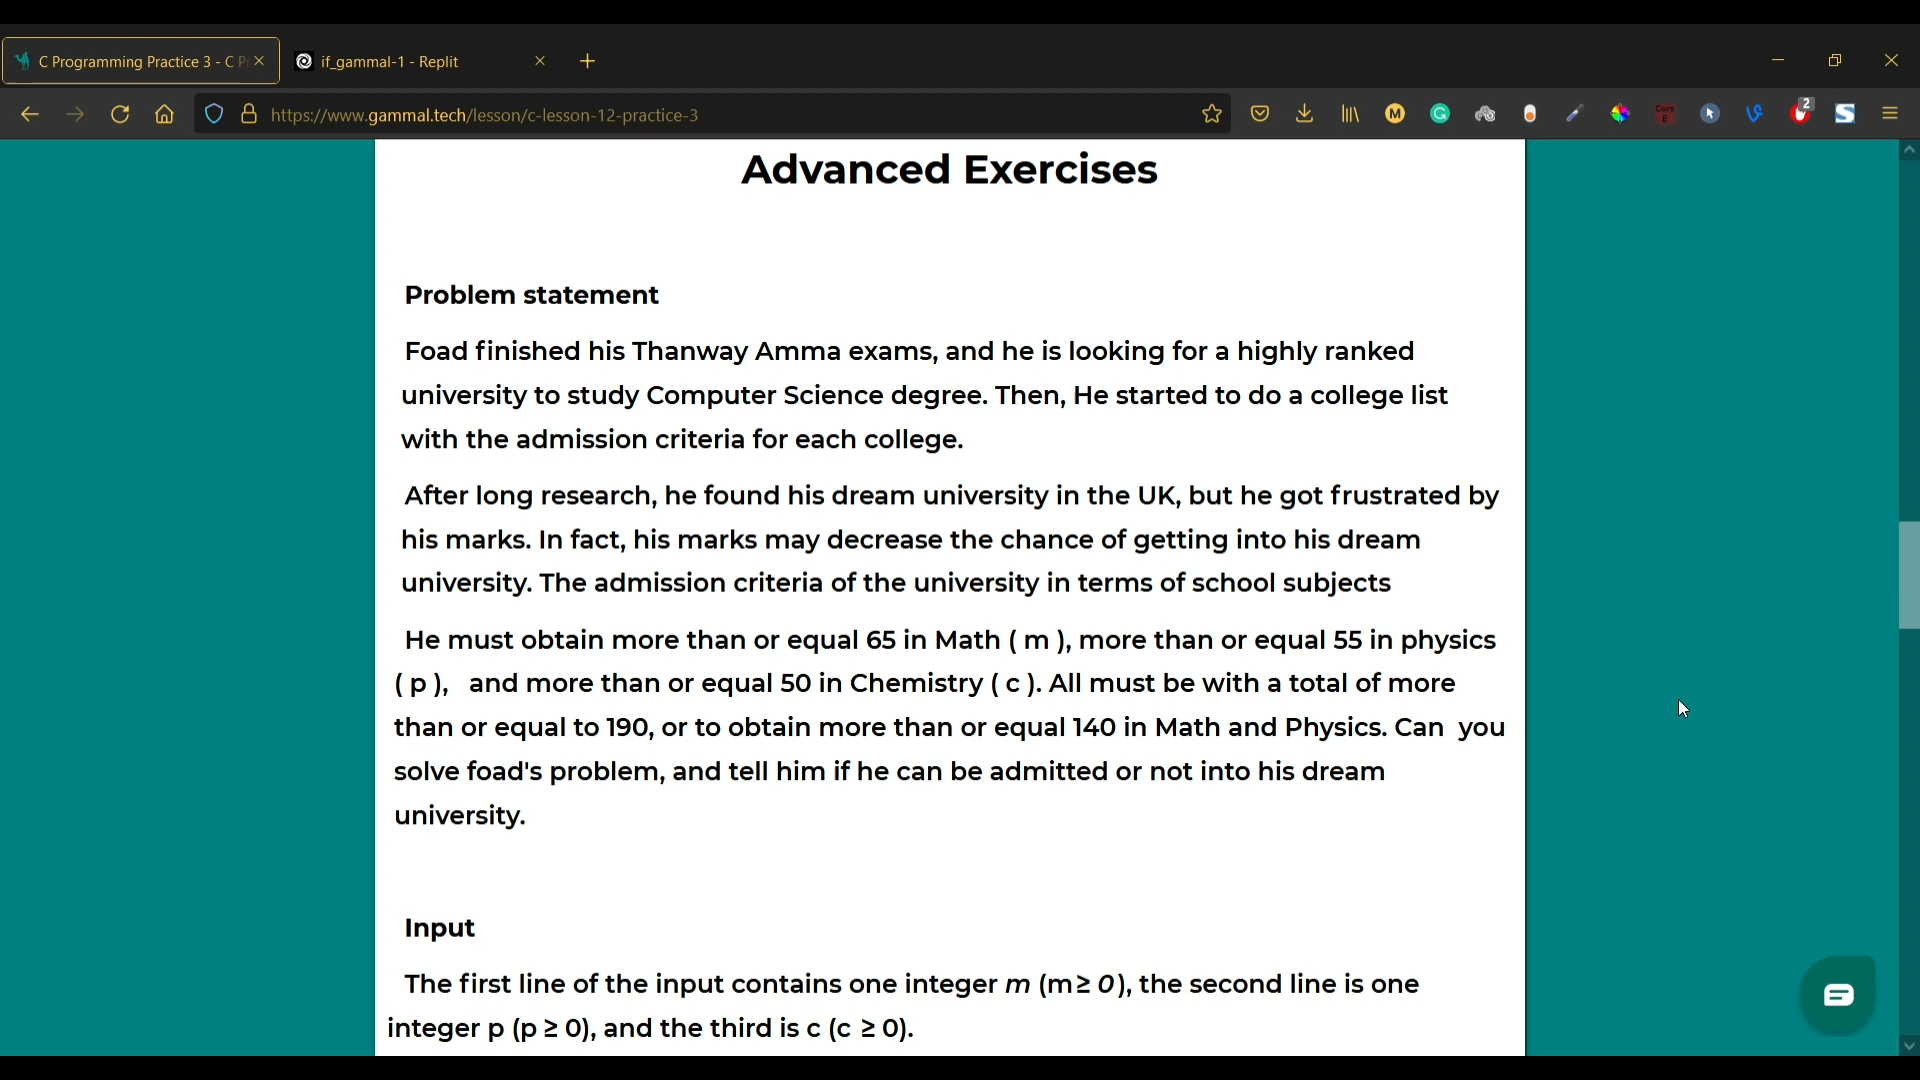 C Programming Practice 3 - C Pr
if_gammal-1 - Replit
https://www.gammal.tech/lesson/c-lesson-12-practice-3
M
G
Cors
E
2
S
Advanced Exercises
Problem statement
Foad finished his Thanway Amma exams, and he is looking for a highly ranked
university to study Computer Science degree. Then, He started to do a college list
with the admission criteria for each college.
After long research, he found his dream university in the UK, but he got frustrated by
his marks. In fact, his marks may decrease the chance of getting into his dream
university. The admission criteria of the university in terms of school subjects
He must obtain more than or equal 65 in Math ( m ), more than or equal 55 in physics
( p ), and more than or equal 50 in Chemistry ( c ). All must be with a total of more
than or equal to 190, or to obtain more than or equal 140 in Math and Physics. Can you
solve foad's problem, and tell him if he can be admitted or not into his dream
university.
Input
The first line of the input contains one integer m (m ≥ 0), the second line is one
integer p (p ≥ 0), and the third is c (c ≥ 0).